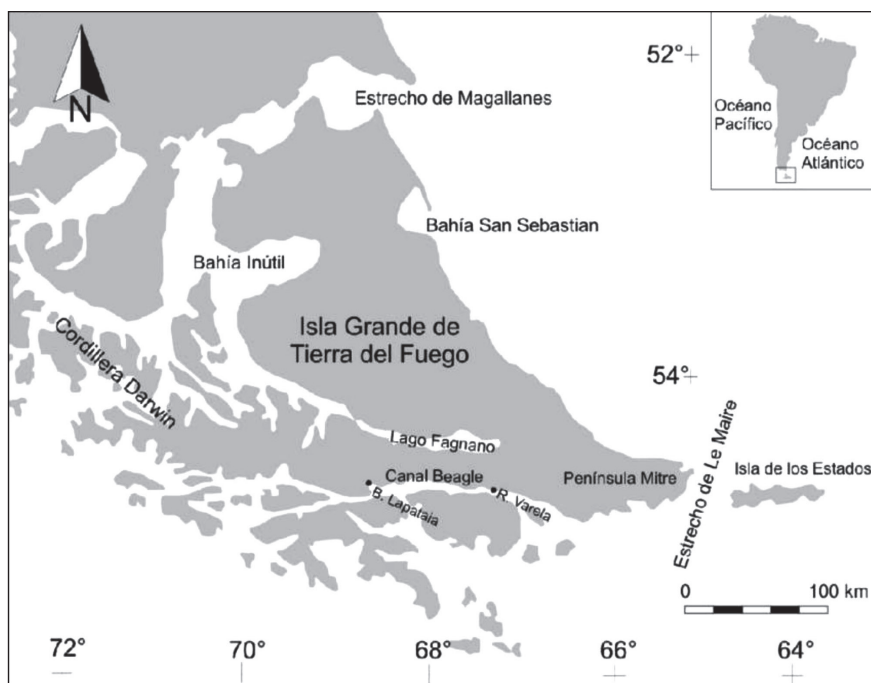 N
52°
Estrecho de Magallanes
Océano
Pacífico
Océano
Atlántico
Bahía San Sebastian
Bahía Inútil
Isla Grande de
Tierra del Fuego
Cordillera Darwin
54°
Lago Fagnano
Estrecho de Le Maire
Canal Beagle
Península Mitre
Isla de los Estados
B. Lapataia
R. Varela
0 100 km
72° 70° 68° 66° 64°